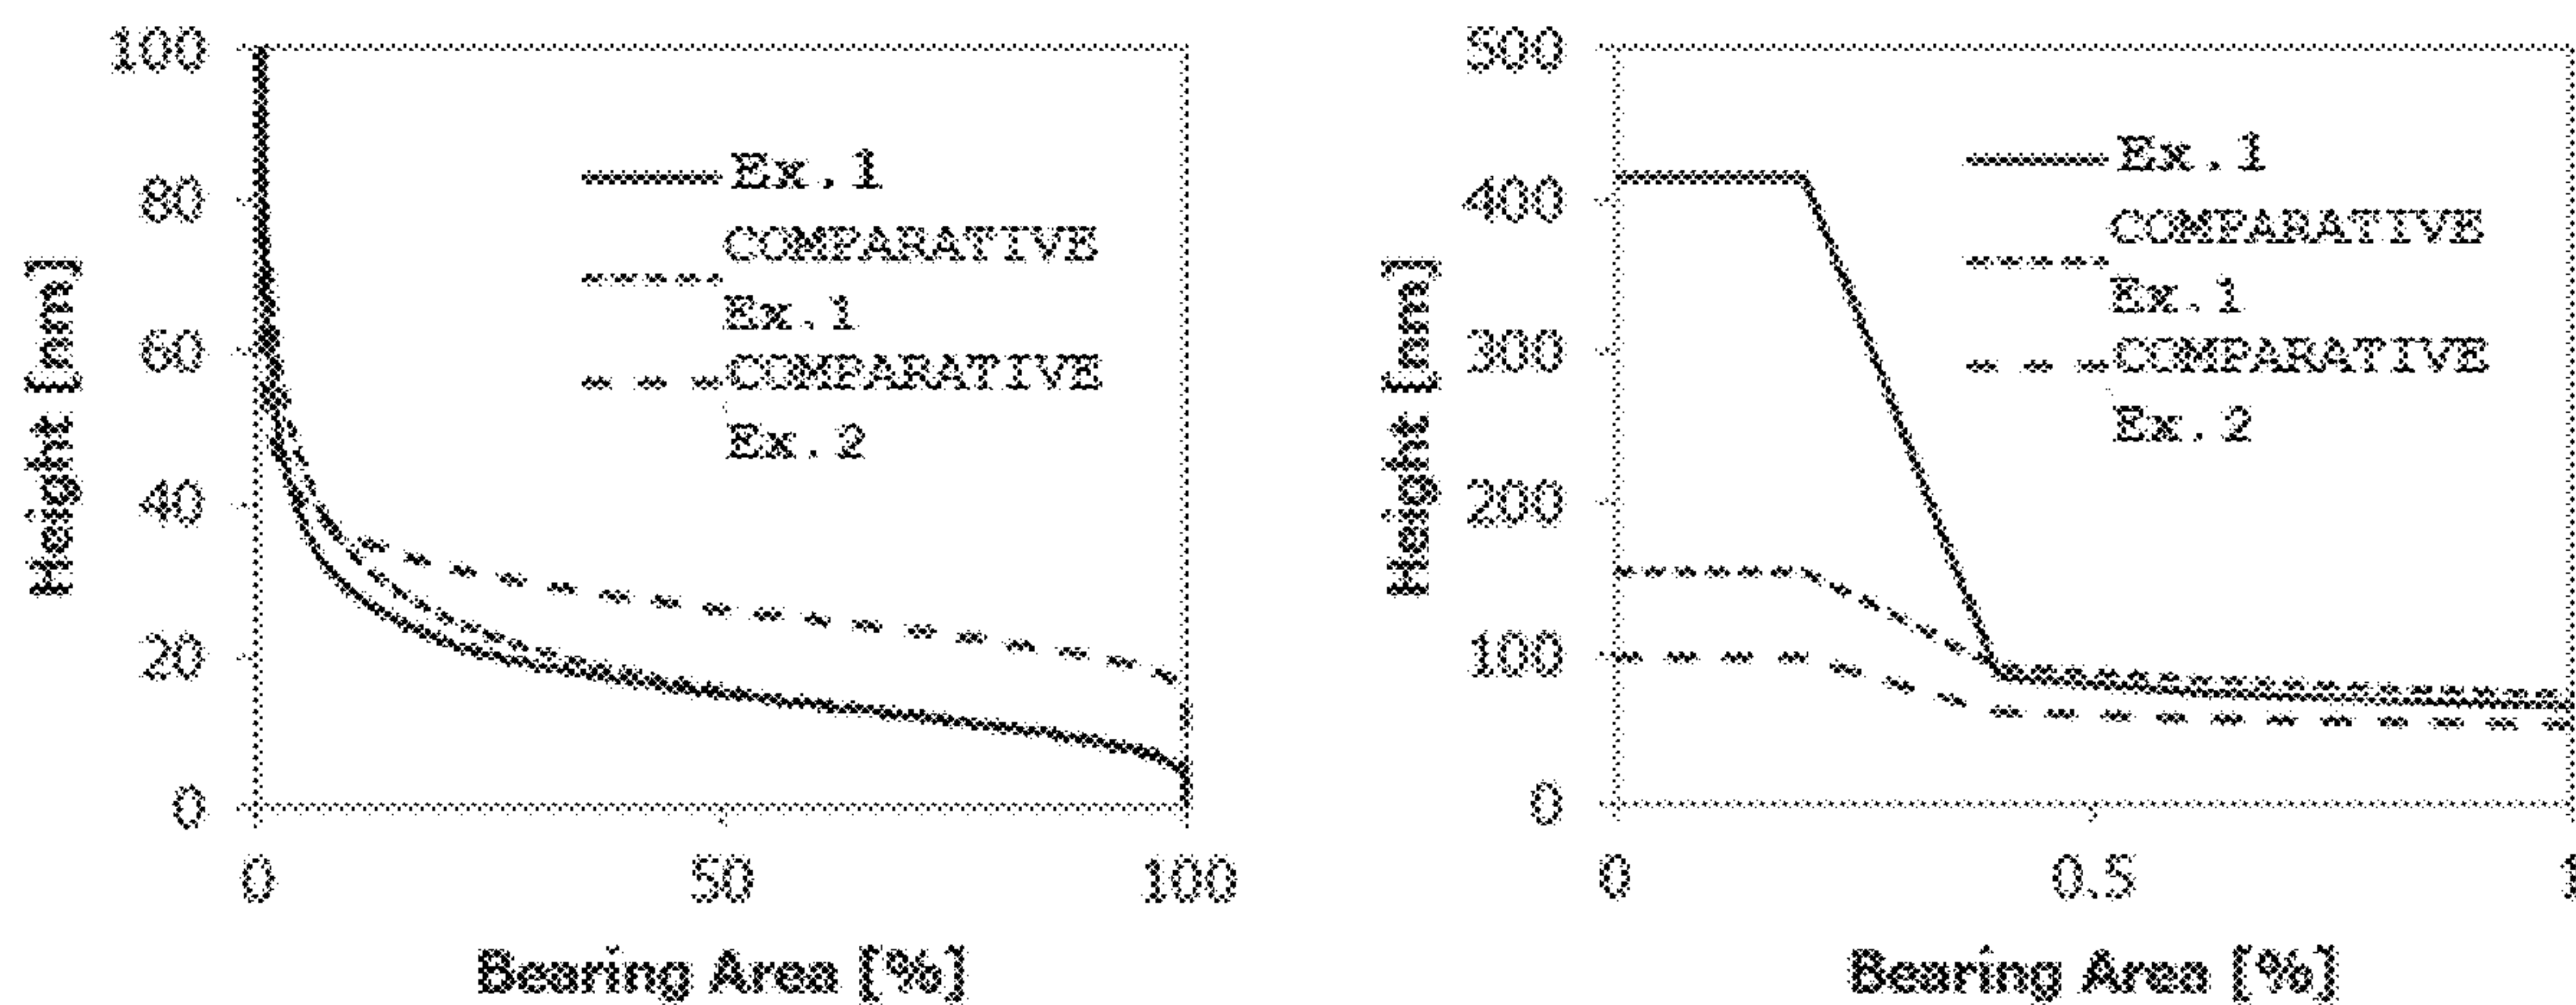 100
80
60
40
20
0
Height [nm]
Ex.1
COMPARATIVE
Ex.1
COMPARATIVE
Ex.2
0
50
100
Bearing Area [%]
500
400
300
200
100
0
Height [nm]
Ex.1
COMPARATIVE
Ex.1
COMPARATIVE
Ex.2
0
0.5
1
Bearing Area [%]